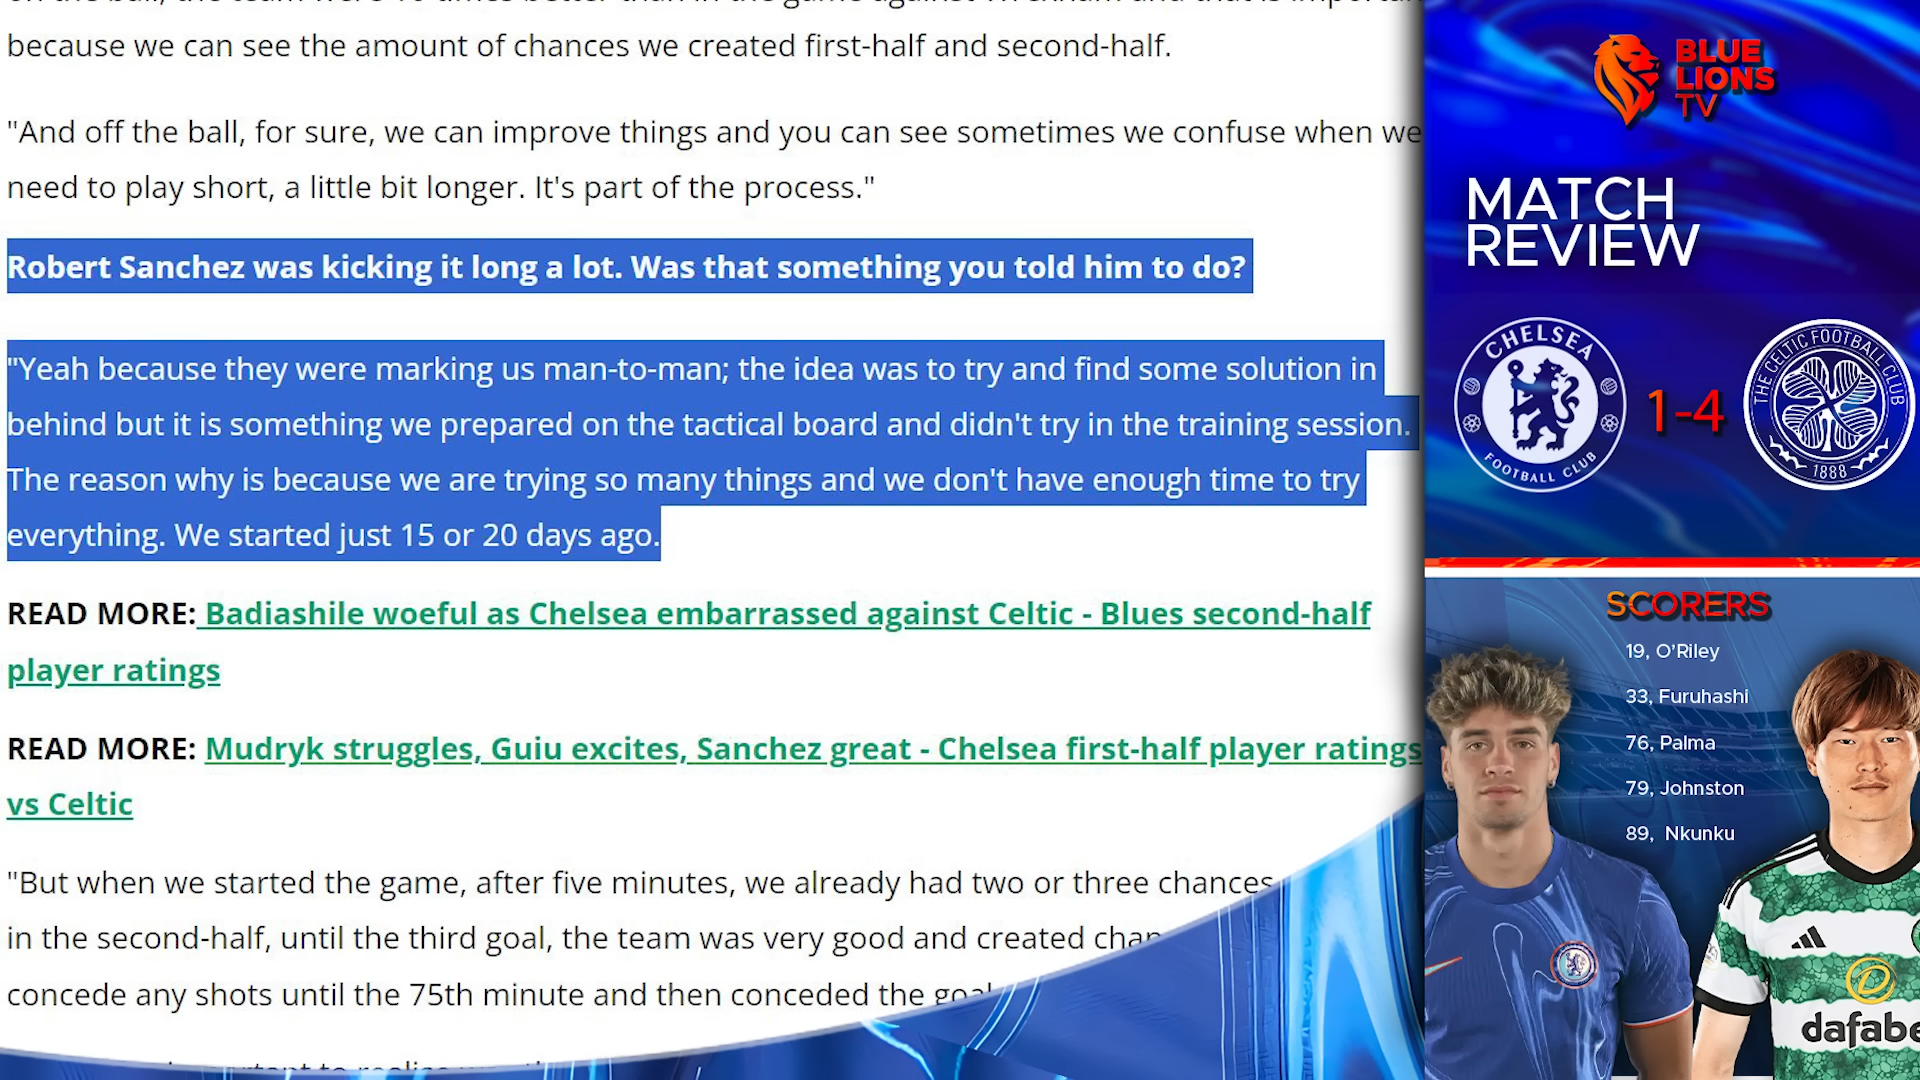 because we can see the amount of chances we created first-half and second-half.
"And off the ball, for sure, we can improve things and you can see sometimes we confuse when we
need to play short, a little bit longer. It's part of the process."
Robert Sanchez was kicking it long a lot. Was that something you told him to do?
"Yeah because they were marking us man-to-man; the idea was to try and find some solution in
behind but it is something we prepared on the tactical board and didn't try in the training session.
The reason why is because we are trying so many things and we don't have enough time to try
everything. We started just 15 or 20 days ago.
READ MORE: Badiashile woeful as Chelsea embarrassed against Celtic - Blues second-half
player ratings
READ MORE: Mudryk struggles, Guiu excites, Sanchez great - Chelsea first-half player ratings
vs Celtic
"But when we started the game, after five minutes, we already had two or three chances
in the second-half, until the third goal, the team was very good and created
concede any shots until the 75th minute and then conceded the goal
BLUE
LIONS
TV
MATCH
REVIEW
CHELSEA
FOOTBALL CLUB
1-4
THE CELTIC FOOTBALL CLUB
1888
SCORERS
19, O'Riley
33, Furuhashi
76, Palma
79, Johnston
89, Nkunku
dafabe